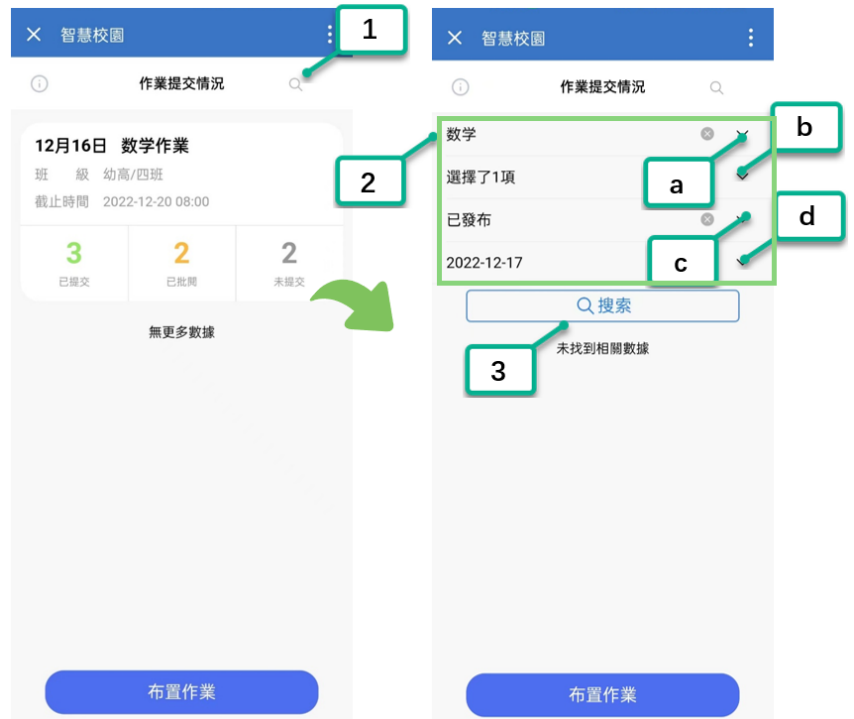 智慧校園
1
作業提交情況
12月16日 数学作業
班 級 幼高/四班
截止時間 2022-12-20 08:00
3 2 2
已提交 已批閱 未提交
無更多數據
布置作業
智慧校園
作業提交情況
2
数学
a
b
選擇了1項
已發布
c
d
2022-12-17
搜索
3
未找到相關數據
布置作業